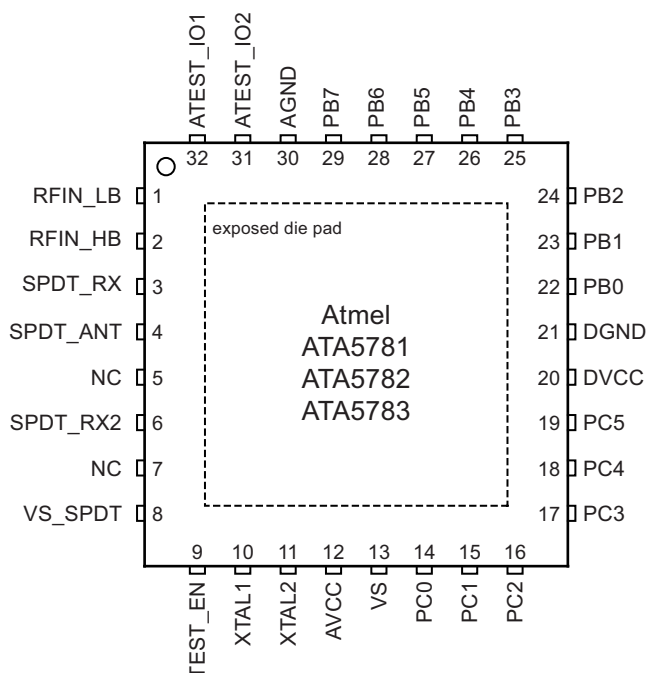 ATEST_IO1
ATEST_IO2
AGND
PB7
PB6
PB5
PB4
PB3
32 31 30 29 28 27 26 25
RFIN_LB 1
RFIN_HB 2
SPDT_RX 3
SPDT_ANT 4
NC 5
SPDT_RX2 6
NC 7
VS_SPDT 8
exposed die pad
Atmel
ATA5781
ATA5782
ATA5783
24 PB2
23 PB1
22 PB0
21 DGND
20 DVCC
19 PC5
18 PC4
17 PC3
9 10 11 12 13 14 15 16
TEST_EN
XTAL1
XTAL2
AVCC
VS
PC0
PC1
PC2